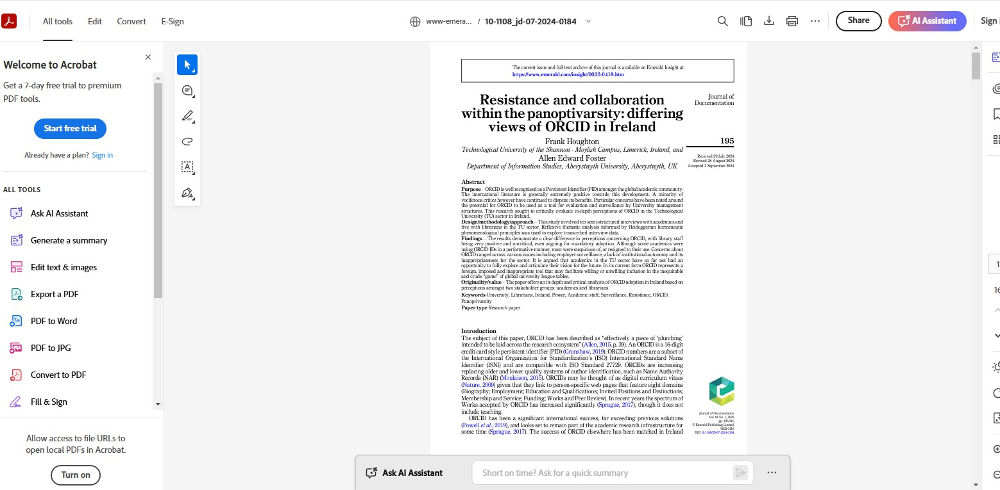 All tools
Edit
Convert
E-Sign
www-emera... / 10-1108_jd-07-2024-0184
Share
AI Assistant
Sign
Welcome to Acrobat
Get a 7-day free trial to premium
PDF tools.
Start free trial
Already have a plan? Sign in
ALL TOOLS
Ask AI Assistant
Generate a summary
Edit text & images
Export a PDF
PDF to Word
PDF to JPG
Convert to PDF
Fill & Sign
Allow access to file URLs to
open local PDFs in Acrobat.
Turn on
The current issue and full text archive of this journal is available on Emerald Insight at:
https://www.emerald.com/insight/0022-0418.htm
Resistance and collaboration
within the panoptivarsity: differing
views of ORCID in Ireland
Frank Houghton
Technological University of the Shannon - Moylish Campus, Limerick, Ireland, and
Allen Edward Foster
Department of Information Studies, Aberystwyth University, Aberystwyth, UK
Journal of
Documentation
195
Received 29 July 2024
Revised 28 August 2024
Accepted 2 September 2024
Abstract
Purpose – ORCID is well recognised as a Persistent Identifier (PID) amongst the global academic community.
The international literature is generally extremely positive towards this development. A minority of
vociferous critics however have continued to dispute its benefits. Particular concerns have been noted around
the potential for ORCID to be used as a tool for evaluation and surveillance by University management
structures. This research sought to critically evaluate in-depth perceptions of ORCID in the Technological
University (TU) sector in Ireland.
Design/methodology/approach – This study involved ten semi-structured interviews with academics and
five with librarians in the TU sector. Reflexive thematic analysis informed by Heideggerian hermeneutic
phenomenological principles was used to explore transcribed interview data.
Findings – The results demonstrate a clear difference in perceptions concerning ORCID, with library staff
being very positive and uncritical, even arguing for mandatory adoption. Although some academics were
using ORCID IDs in a performative manner, most were suspicious of, or resigned to their use. Concerns about
ORCID ranged across various issues including employer surveillance, a lack of institutional autonomy and its
inappropriateness for the sector. It is argued that academics in the TU sector have so far not had an
opportunity to fully explore and articulate their vision for the future. In its current form ORCID represents a
foreign, imposed and inappropriate tool that may facilitate willing or unwilling inclusion in the inequitable
and crude “game” of global university league tables.
Originality/value – The paper offers an in-depth and critical analysis of ORCID adoption in Ireland based on
perceptions amongst two stakeholder groups: academics and librarians.
Keywords University, Librarians, Ireland, Power, Academic staff, Surveillance, Resistance, ORCID,
Panoptivarsity
Paper type Research paper
Introduction
The subject of this paper, ORCID has been described as “effectively a piece of ‘plumbing’
intended to be laid across the research ecosystem” (Allen, 2015, p. 39). An ORCID is a 16-digit
credit card style persistent identifier (PID) (Granshaw, 2019). ORCID numbers are a subset of
the International Organization for Standardization’s (ISO) International Standard Name
Identifier (ISNI) and are compatible with ISO Standard 27729. ORCIDs are increasing
replacing older and lower quality systems of author identification, such as Name Authority
Records (NAR) (Moulaison, 2015). ORCIDs may be thought of as digital curriculum vitaes
(Nature, 2009) given that they link to person-specific web pages that feature eight domains
(Biography; Employment; Education and Qualifications; Invited Positions and Distinctions;
Membership and Service; Funding; Works and Peer Review). In recent years the spectrum of
Works accepted by ORCID has increased significantly (Sprague, 2017), though it does not
include teaching.
ORCID has been a significant international success, far exceeding previous solutions
(Powell et al., 2019), and looks set to remain part of the academic research infrastructure for
some time (Sprague, 2017). The success of ORCID elsewhere has been matched in Ireland
Journal of Documentation
Vol. 81 No. 1, 2025
pp. 195-210
© Emerald Publishing Limited
0022-0418
DOI 10.1108/JD-07-2024-0184
Ask AI Assistant
Short on time? Ask for a quick summary
1
16